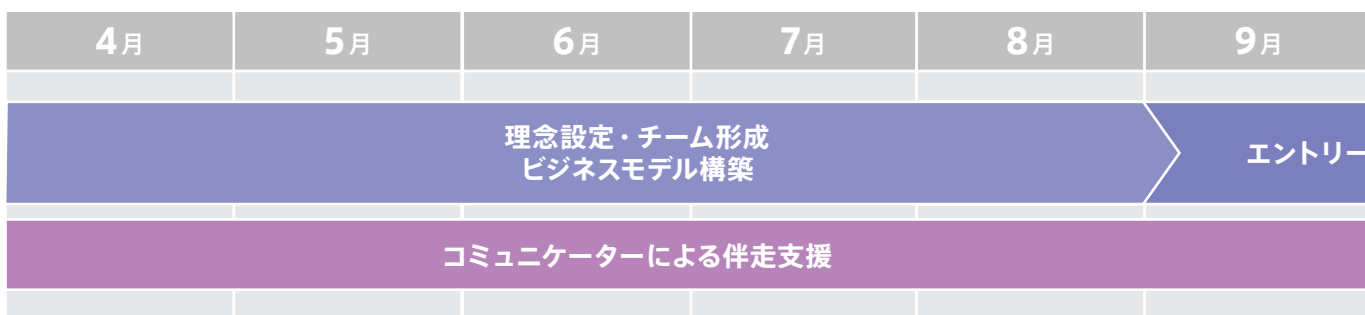 4月 5月 6月 7月 8月 9月
理念設定・チーム形成
ビジネスモデル構築
エントリー
コミュニケーターによる伴走支援